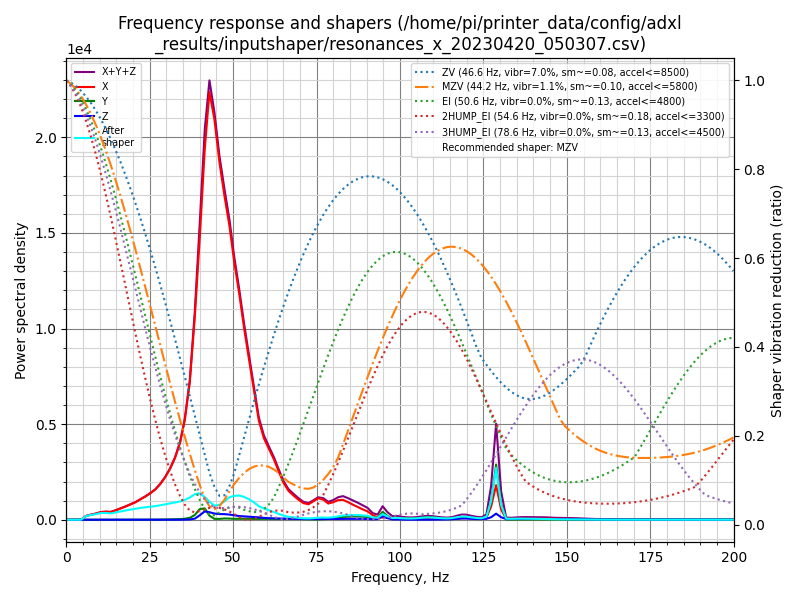 Frequency response and shapers (/home/pi/printer_data/config/adxl
_results/inputshaper/resonances_x_20230420_050307.csv)
1e4
X+Y+Z
X
Y
Z
After
shaper
ZV (46.6 Hz, vibr=7.0%, sm~=0.08, accel<=8500)
MZV (44.2 Hz, vibr=1.1%, sm~=0.10, accel<=5800)
EI (50.6 Hz, vibr=0.0%, sm~=0.13, accel<=4800)
2HUMP_EI (54.6 Hz, vibr=0.0%, sm~=0.18, accel<=3300)
3HUMP_EI (78.6 Hz, vibr=0.0%, sm~=0.13, accel<=4500)
Recommended shaper: MZV
Power spectral density
2.0
1.5
1.0
0.5
0.0
1.0
0.8
0.6
0.4
0.2
0.0
Shaper vibration reduction (ratio)
0 25 50 75 100 125 150 175 200
Frequency, Hz